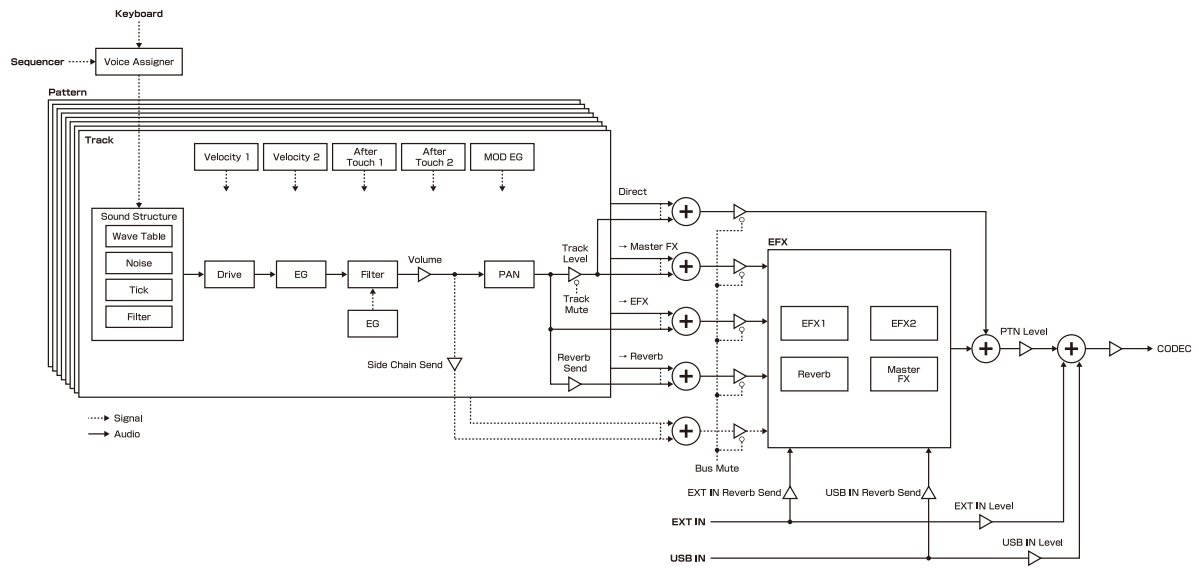 Keyboard
Sequencer
Voice Assigner
Pattern
Track
Velocity 1
Velocity 2
After
Touch 1
After
Touch 2
MOD EG
Sound Structure
Wave Table
Noise
Tick
Filter
Drive
EG
Filter
EG
Volume
PAN
Track
Level
Track
Mute
Side Chain Send
Reverb
Send
Direct
→ Master FX
→ EFX
→ Reverb
Bus Mute
EFX
EFX1
EFX2
Reverb
Master
FX
PTN Level
CODEC
Signal
Audio
EXT IN Reverb Send
USB IN Reverb Send
EXT IN Level
EXT IN
USB IN Level
USB IN